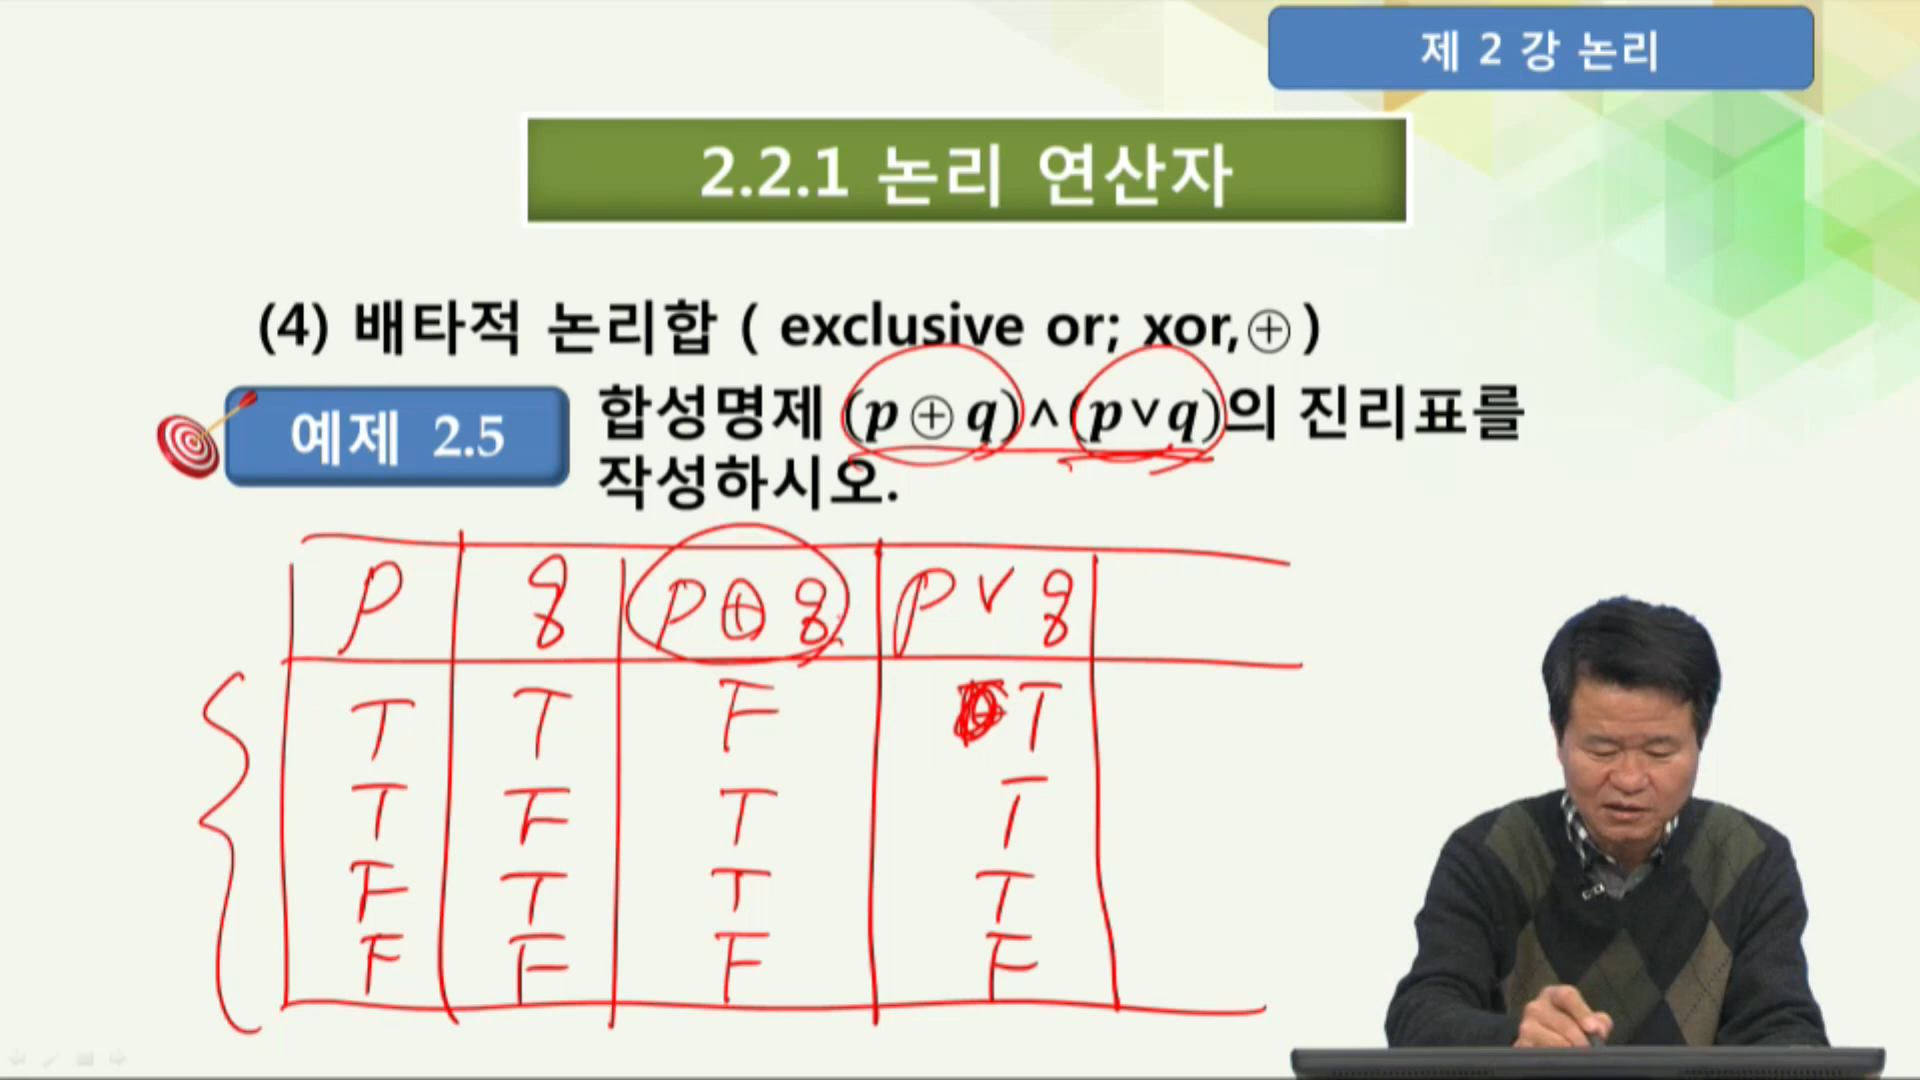 제 2 강 논리
2.2.1 논리 연산자
(4) 배타적 논리합 ( exclusive or; xor,⊕)
예제 2.5
합성명제 (p⊕q)∧(p∨q)의 진리표를
작성하시오.
p q p⊕q p∨q
T T F T
T F T T
F T T T
F F F F